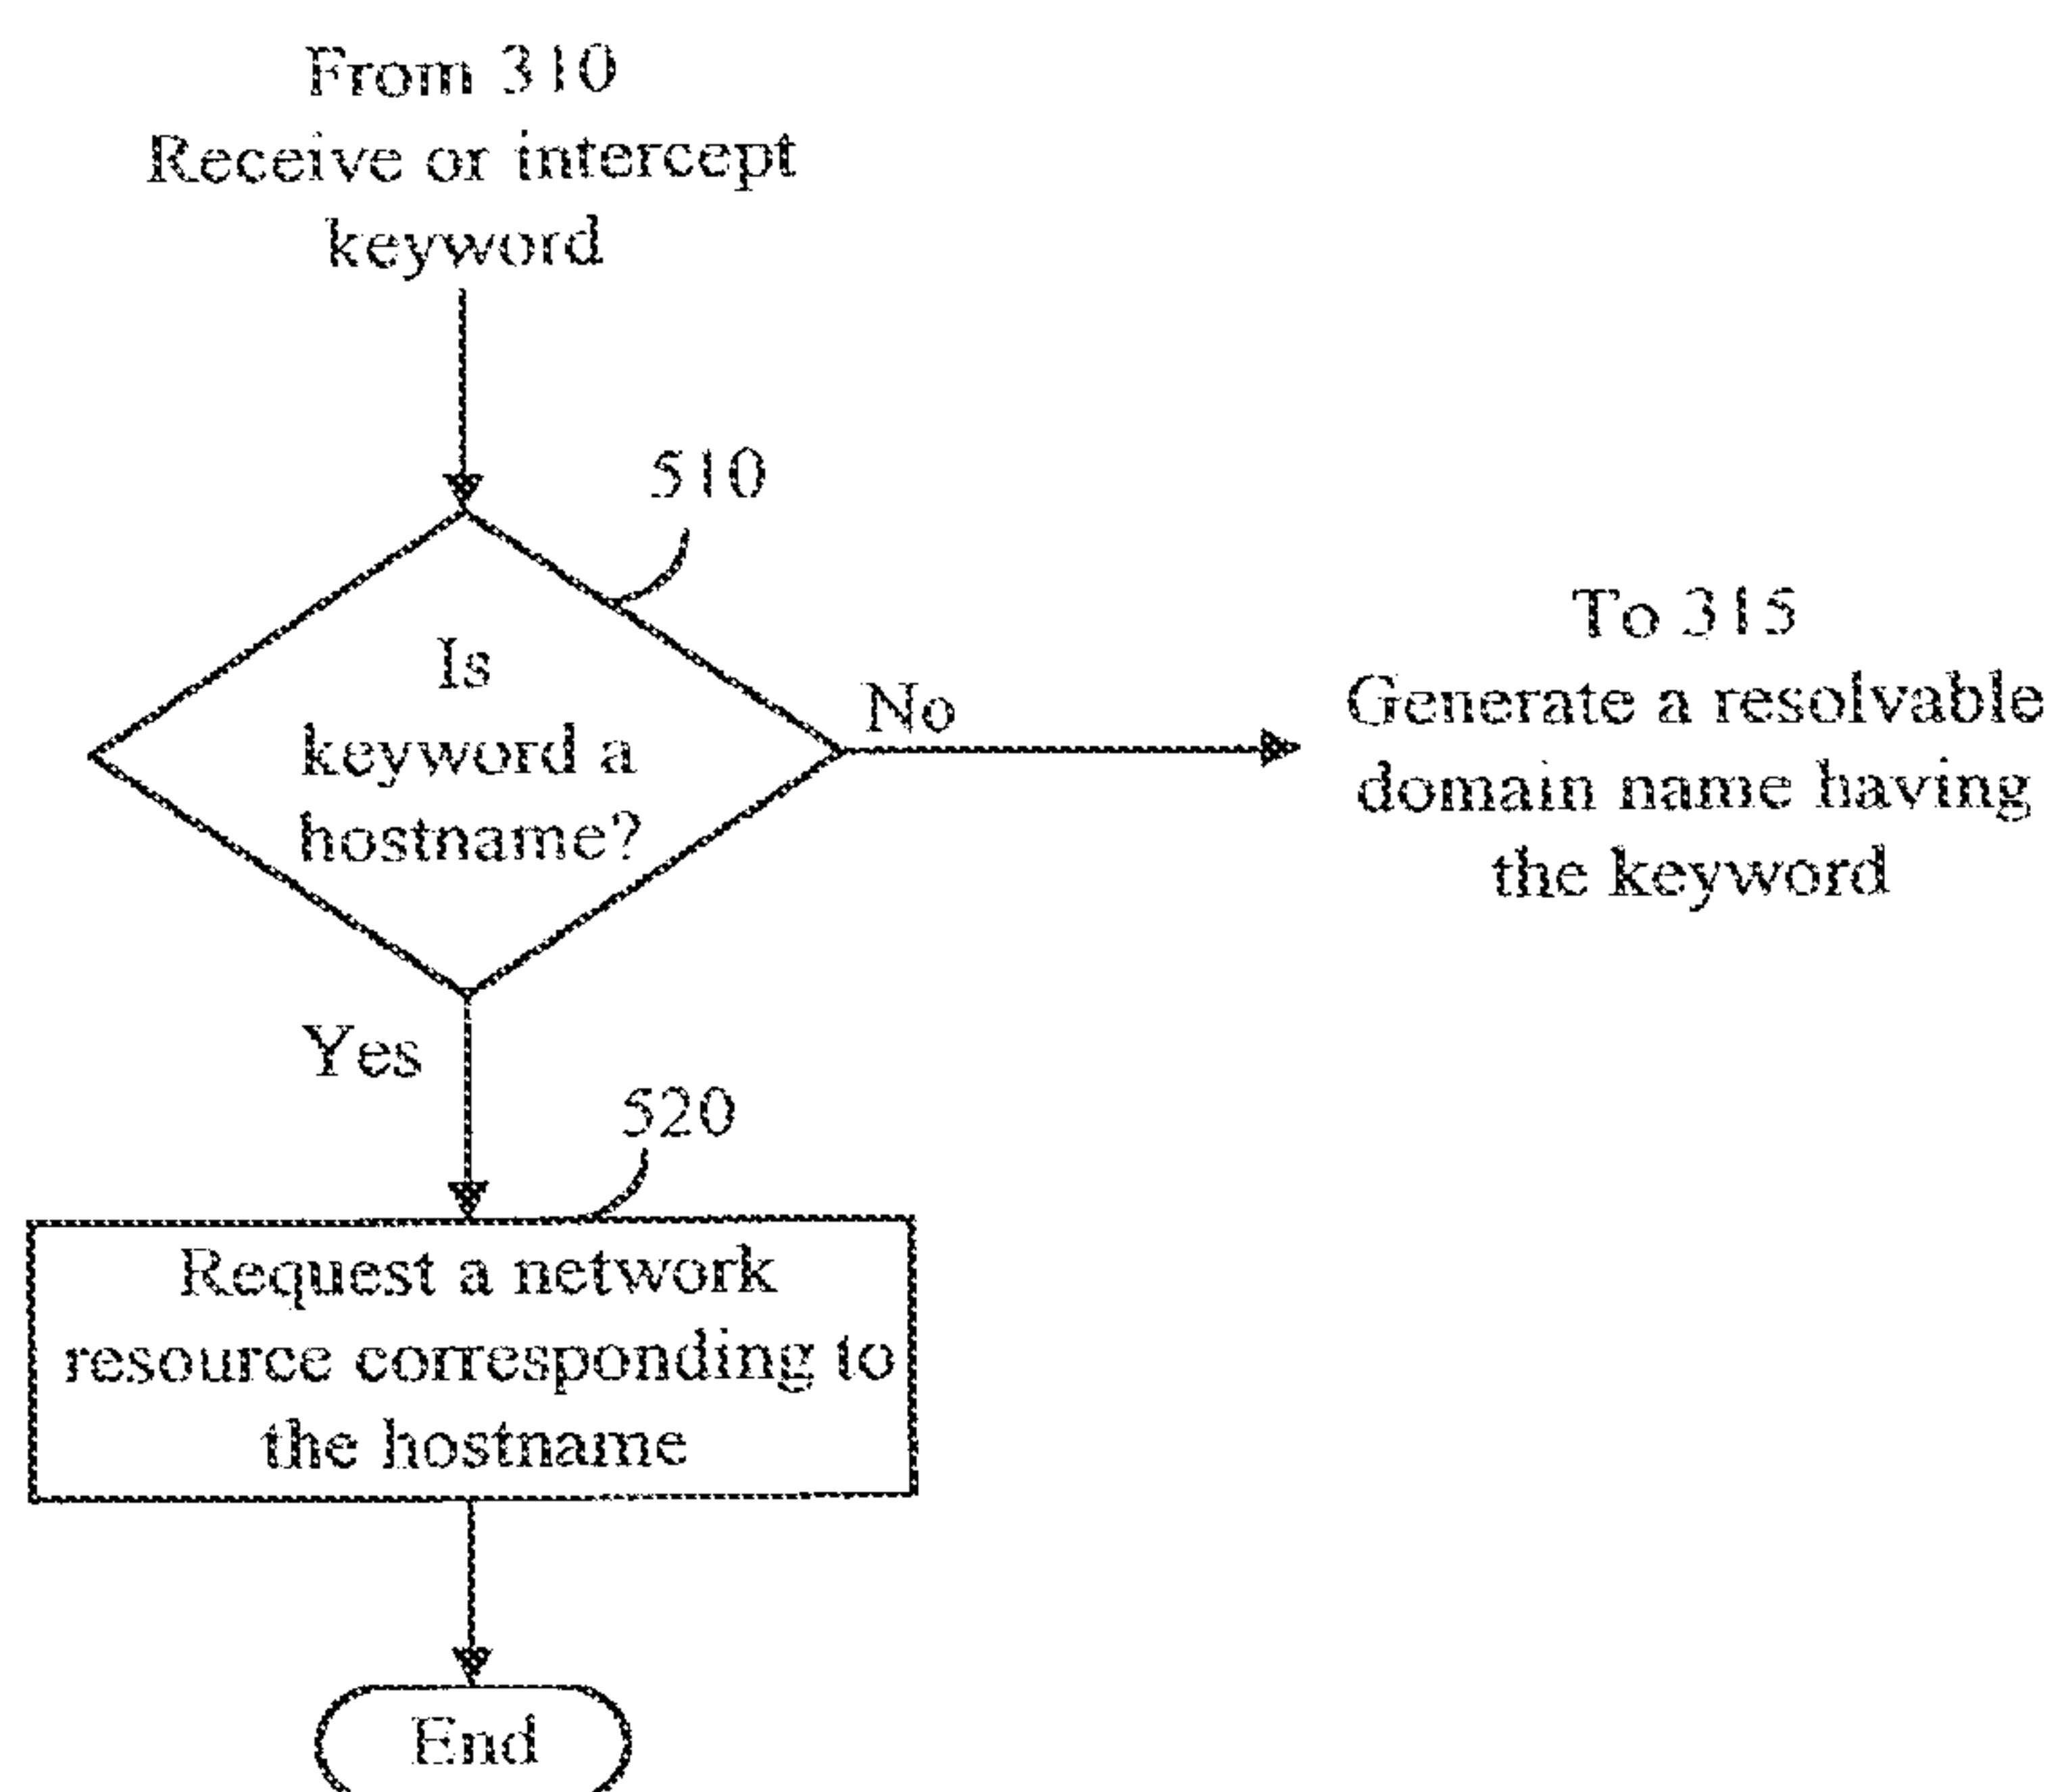 From 310
Receive or intercept
keyword
510
Is
keyword a
hostname?
No
To 315
Generate a resolvable
domain name having
the keyword
Yes
520
Request a network
resource corresponding to
the hostname
End